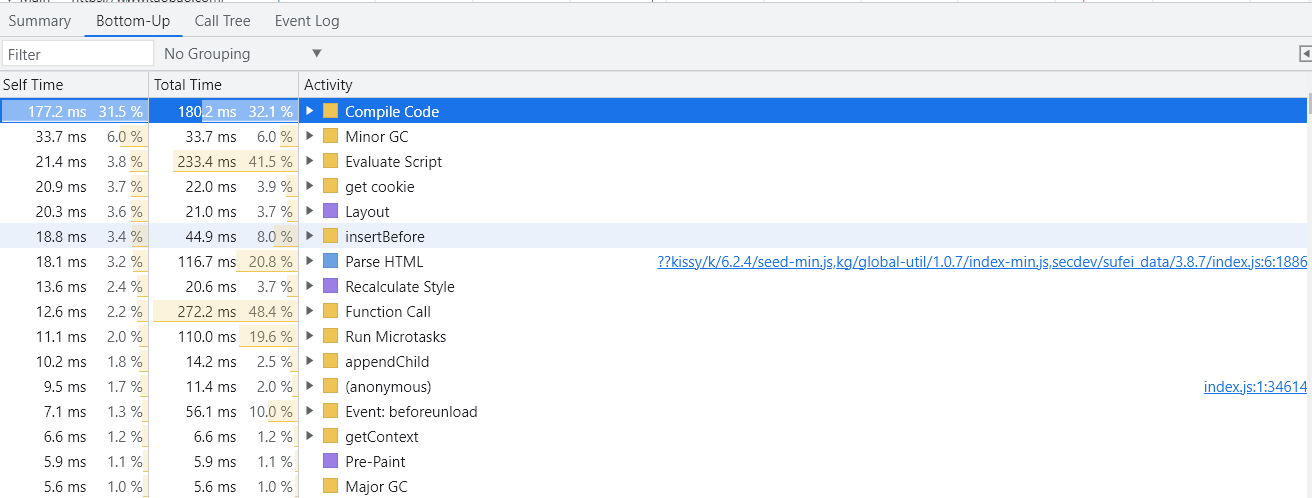 Summary Bottom-Up Call Tree Event Log
Filter No Grouping ▼
Self Time Total Time Activity
177.2 ms 31.5 % 180.2 ms 32.1 % Compile Code
33.7 ms 6.0 % 33.7 ms 6.0 % Minor GC
21.4 ms 3.8 % 233.4 ms 41.5 % Evaluate Script
20.9 ms 3.7 % 22.0 ms 3.9 % get cookie
20.3 ms 3.6 % 21.0 ms 3.7 % Layout
18.8 ms 3.4 % 44.9 ms 8.0 % insertBefore
18.1 ms 3.2 % 116.7 ms 20.8 % Parse HTML ??kissy/k/6.2.4/seed-min.js,kg/global-util/1.0.7/index-min.js,secdev/sufei_data/3.8.7/index.js:6:1886
13.6 ms 2.4 % 20.6 ms 3.7 % Recalculate Style
12.6 ms 2.2 % 272.2 ms 48.4 % Function Call
11.1 ms 2.0 % 110.0 ms 19.6 % Run Microtasks
10.2 ms 1.8 % 14.2 ms 2.5 % appendChild
9.5 ms 1.7 % 11.4 ms 2.0 % (anonymous) index.js:1:34614
7.1 ms 1.3 % 56.1 ms 10.0 % Event: beforeunload
6.6 ms 1.2 % 6.6 ms 1.2 % getContext
5.9 ms 1.1 % 5.9 ms 1.1 % Pre-Paint
5.6 ms 1.0 % 5.6 ms 1.0 % Major GC